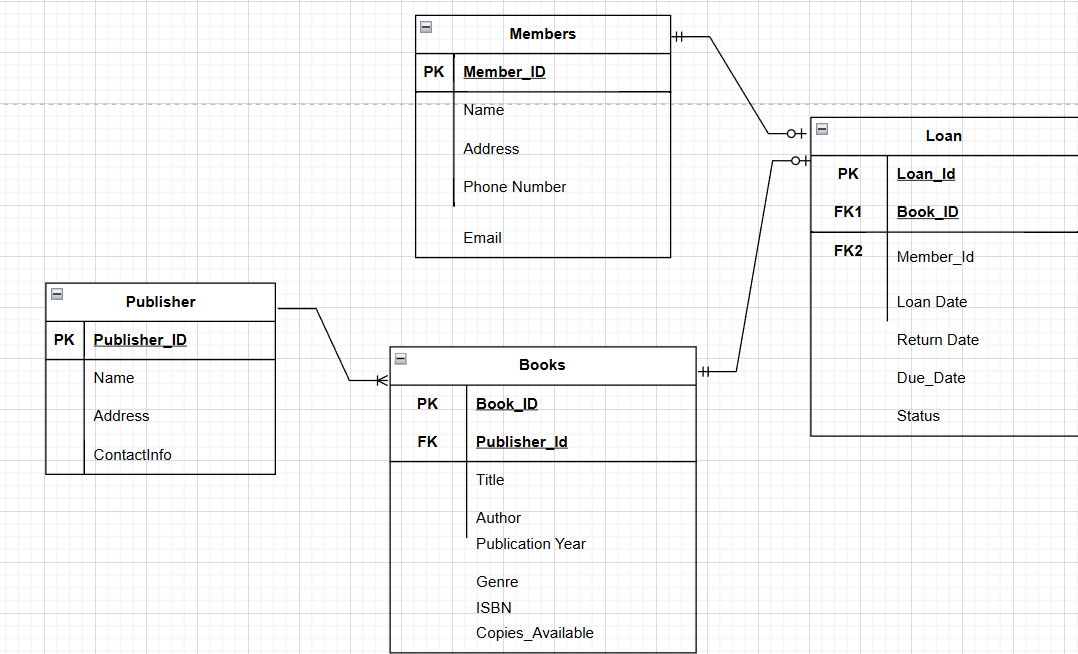 Members
PK Member_ID
Name
Address
Phone Number
Email
Loan
PK Loan_Id
FK1 Book_ID
FK2 Member_Id
Loan Date
Return Date
Due_Date
Status
Publisher
PK Publisher_ID
Name
Address
ContactInfo
Books
PK Book_ID
FK Publisher_Id
Title
Author
Publication Year
Genre
ISBN
Copies_Available